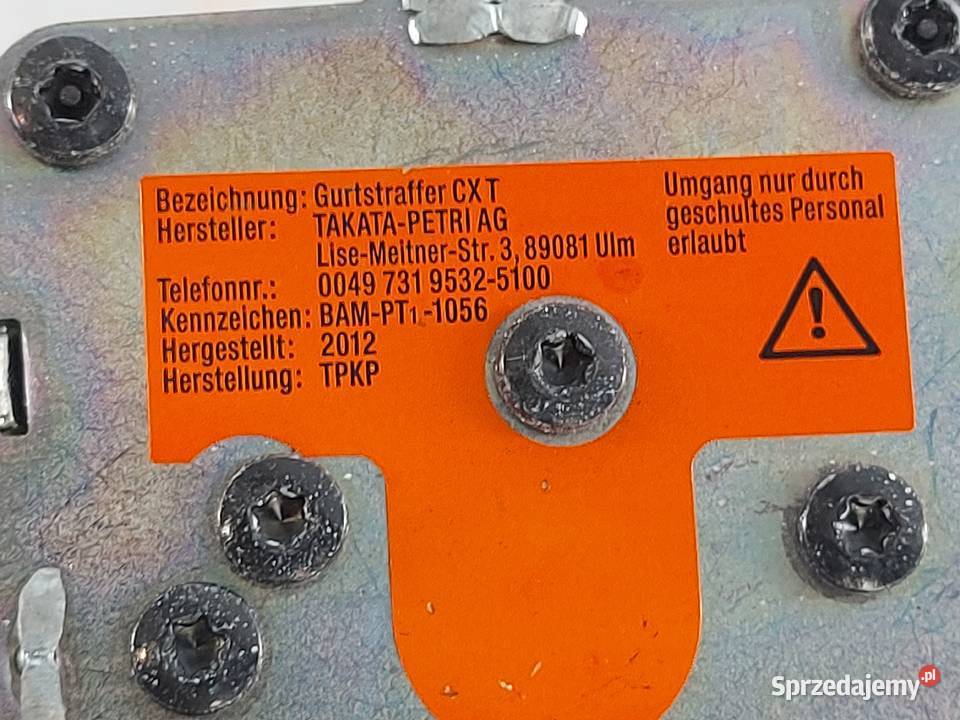 Bezeichnung: Gurtstraffer CX T
Hersteller: TAKATA-PETRI AG
Lise-Meitner-Str. 3, 89081 Ulm
Telefonnr.: 0049 731 9532-5100
Kennzeichen: BAM-PT1-1056
Hergestellt: 2012
Herstellung: TPKP
Umgang nur durch
geschultes Personal
erlaubt
Sprzedajemy.pl